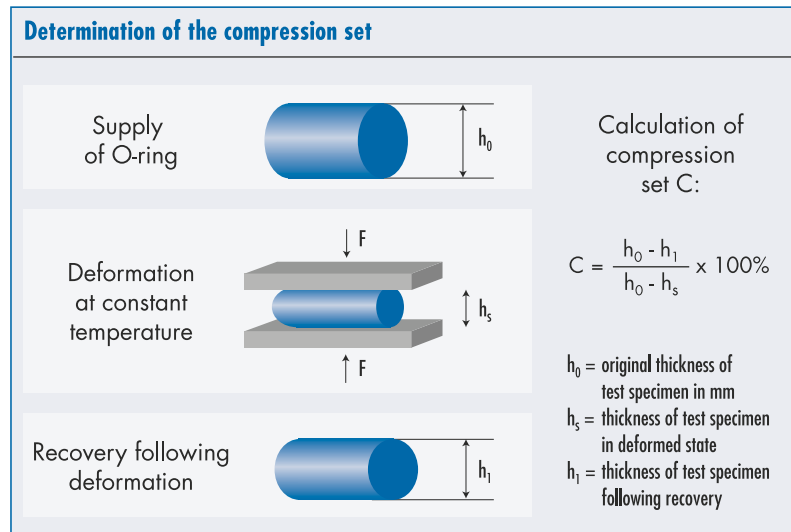 Determination of the compression set
Supply
of O-ring
h₀
Deformation
at constant
temperature
F
hₛ
F
Recovery following
deformation
h₁
Calculation of
compression
set C:
C = (h₀ - h₁) / (h₀ - hₛ) x 100%
h₀ = original thickness of
test specimen in mm
hₛ = thickness of test specimen
in deformed state
h₁ = thickness of test specimen
following recovery